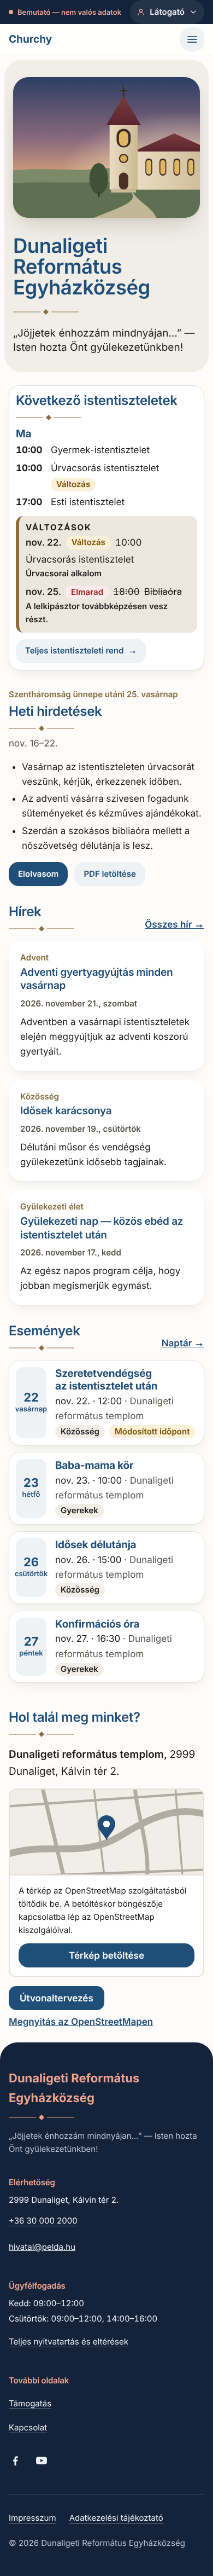 Bemutató — nem valós adatok
Látogató
Churchy
Dunaligeti
Református
Egyházközség
„Jöjjetek énhozzám mindnyájan...” —
Isten hozta Önt gyülekezetünkben!
Következő istentiszteletek
Ma
10:00 Gyermek-istentisztelet
10:00 Úrvacsorás istentisztelet
Változás
17:00 Esti istentisztelet
VÁLTOZÁSOK
nov. 22. Változás 10:00
Úrvacsorás istentisztelet
Úrvacsorai alkalom
nov. 25. Elmarad 18:00 Bibliaóra
A lelkipásztor továbbképzésen vesz
részt.
Teljes istentiszteleti rend →
Szentháromság ünnepe utáni 25. vasárnap
Heti hirdetések
nov. 16–22.
• Vasárnap az istentiszteleten úrvacsorát
veszünk, kérjük, érkezzenek időben.
• Az adventi vásárra szívesen fogadunk
süteményeket és kézműves ajándékokat.
• Szerdán a szokásos bibliaóra mellett a
nőszövetség délutánja is lesz.
Elolvasom
PDF letöltése
Hírek
Összes hír →
Advent
Adventi gyertyagyújtás minden
vasárnap
2026. november 21., szombat
Adventben a vasárnapi istentiszteletek
elején meggyújtjuk az adventi koszorú
gyertyáit.
Közösség
Idősek karácsonya
2026. november 19., csütörtök
Délutáni műsor és vendégség
gyülekezetünk idősebb tagjainak.
Gyülekezeti élet
Gyülekezeti nap — közös ebéd az
istentisztelet után
2026. november 17., kedd
Az egész napos program célja, hogy
jobban megismerjük egymást.
Események
Naptár →
22
vasárnap
Szeretetvendégség
az istentisztelet után
nov. 22. · 12:00 · Dunaligeti
református templom
Közösség Módosított időpont
23
hétfő
Baba-mama kör
nov. 23. · 10:00 · Dunaligeti
református templom
Gyerekek
26
csütörtök
Idősek délutánja
nov. 26. · 15:00 · Dunaligeti
református templom
Közösség
27
péntek
Konfirmációs óra
nov. 27. · 16:30 · Dunaligeti
református templom
Gyerekek
Hol talál meg minket?
Dunaligeti református templom, 2999
Dunaliget, Kálvin tér 2.
A térkép az OpenStreetMap szolgáltatásból
töltődik be. A betöltéskor böngészője
kapcsolatba lép az OpenStreetMap
kiszolgálóival.
Térkép betöltése
Útvonaltervezés
Megnyitás az OpenStreetMapen
Dunaligeti Református
Egyházközség
„Jöjjetek énhozzám mindnyájan...” — Isten hozta
Önt gyülekezetünkben!
Elérhetőség
2999 Dunaliget, Kálvin tér 2.
+36 30 000 2000
hivatal@pelda.hu
Ügyfélfogadás
Kedd: 09:00–12:00
Csütörtök: 09:00–12:00, 14:00–16:00
Teljes nyitvatartás és eltérések
További oldalak
Támogatás
Kapcsolat
Impresszum
Adatkezelési tájékoztató
© 2026 Dunaligeti Református Egyházközség